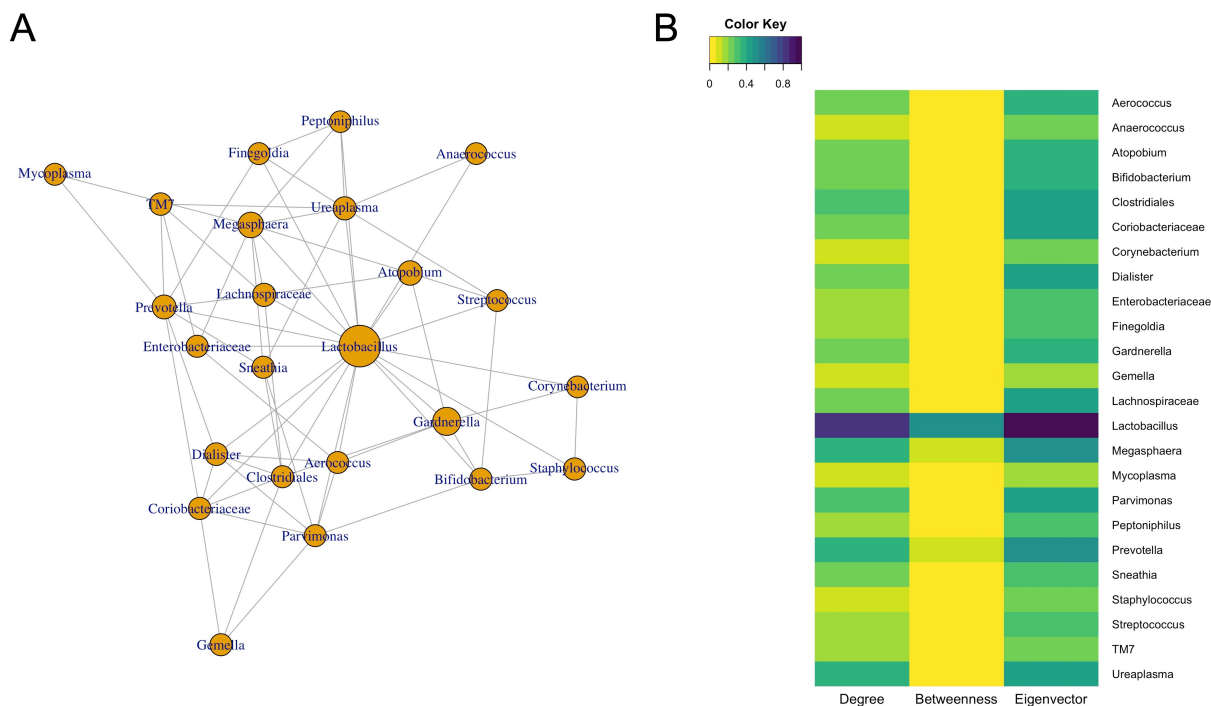 A
B
Color Key
0 0.4 0.8
Peptoniphilus
Finegoldia
Anaerococcus
Mycoplasma
TM7
Ureaplasma
Megasphaera
Atopobium
Lachnospiraceae
Streptococcus
Prevotella
Enterobacteriaceae
Lactobacillus
Sneathia
Corynebacterium
Gardnerella
Dialister
Aerococcus
Staphylococcus
Clostridiales
Bifidobacterium
Coriobacteriaceae
Parvimonas
Gemella
Aerococcus
Anaerococcus
Atopobium
Bifidobacterium
Clostridiales
Coriobacteriaceae
Corynebacterium
Dialister
Enterobacteriaceae
Finegoldia
Gardnerella
Gemella
Lachnospiraceae
Lactobacillus
Megasphaera
Mycoplasma
Parvimonas
Peptoniphilus
Prevotella
Sneathia
Staphylococcus
Streptococcus
TM7
Ureaplasma
Degree Betweenness Eigenvector